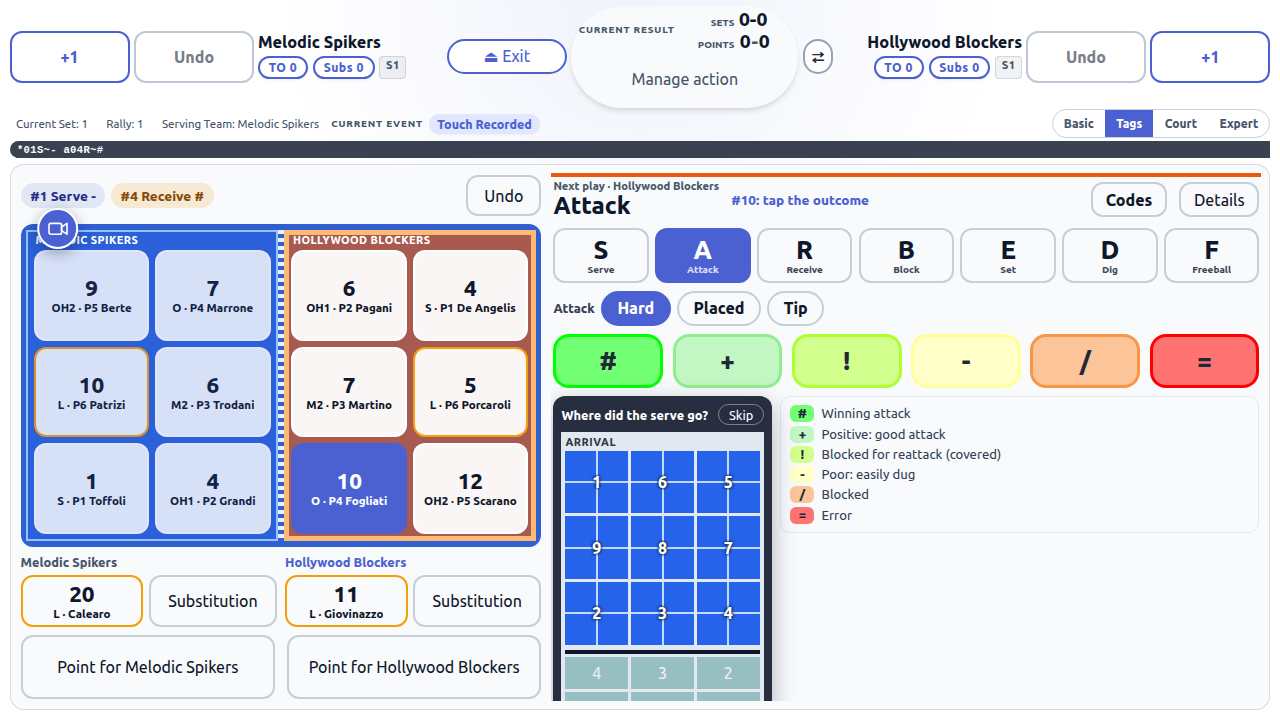 +1
Undo
Melodic Spikers
TO 0
Subs 0
S1
⏏ Exit
CURRENT RESULT
SETS 0-0
POINTS 0-0
Manage action
⇄
Hollywood Blockers
TO 0
Subs 0
S1
Undo
+1
Current Set: 1
Rally: 1
Serving Team: Melodic Spikers
CURRENT EVENT
Touch Recorded
Basic
Tags
Court
Expert
*01S~- a04R~#
#1 Serve -
#4 Receive #
Undo
HOLLYWOOD BLOCKERS
SPIKERS
9
OH2 · P5 Berte
7
O · P4 Marrone
6
OH1 · P2 Pagani
4
S · P1 De Angelis
10
L · P6 Patrizi
6
M2 · P3 Trodani
7
M2 · P3 Martino
5
L · P6 Porcaroli
1
S · P1 Toffoli
4
OH1 · P2 Grandi
10
O · P4 Fogliati
12
OH2 · P5 Scarano
Melodic Spikers
Hollywood Blockers
20
L · Calearo
Substitution
11
L · Giovinazzo
Substitution
Point for Melodic Spikers
Point for Hollywood Blockers
Next play · Hollywood Blockers
Attack
#10: tap the outcome
Codes
Details
S
Serve
A
Attack
R
Receive
B
Block
E
Set
D
Dig
F
Freeball
Attack
Hard
Placed
Tip
#
+
!
-
/
=
Where did the serve go?
Skip
ARRIVAL
1 6 5
9 8 7
2 3 4
4 3 2
# Winning attack
+ Positive: good attack
! Blocked for reattack (covered)
- Poor: easily dug
/ Blocked
= Error